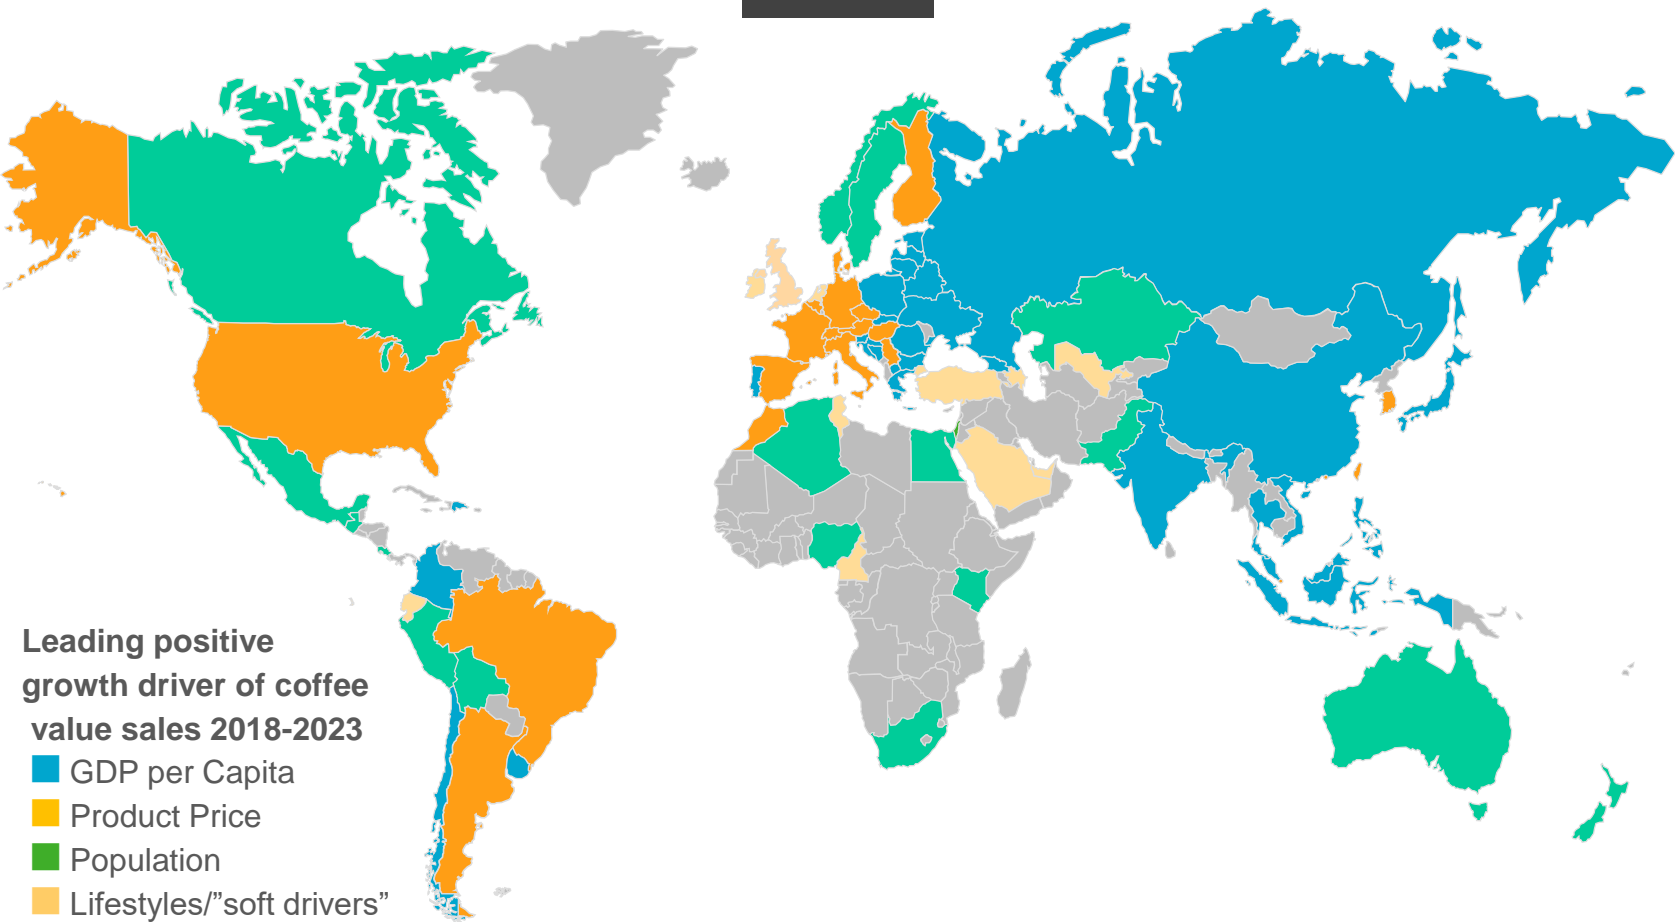 Leading positive
growth driver of coffee
value sales 2018-2023
GDP per Capita
Product Price
Population
Lifestyles/”soft drivers”